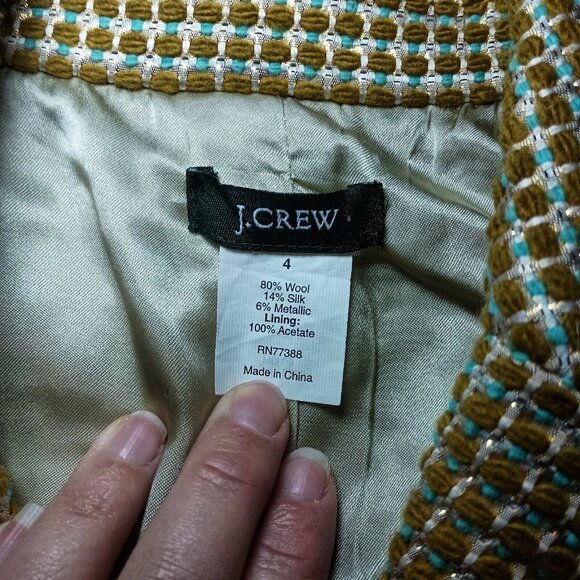 J.CREW
4
80% Wool
14% Silk
6% Metallic
Lining:
100% Acetate
RN77388
Made in China